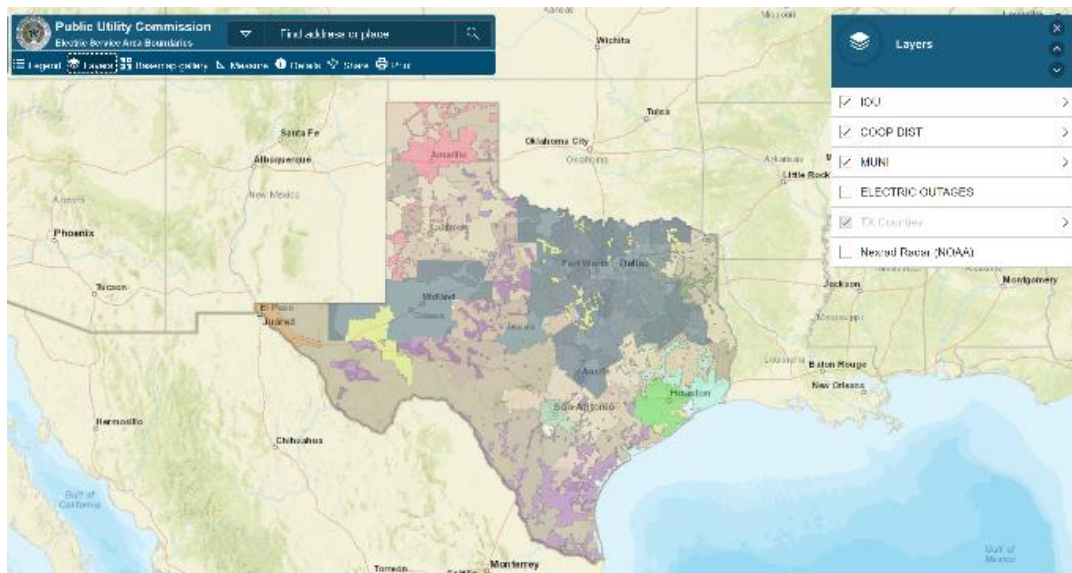 Public Utility Commission
Electric Service Area Boundaries
Find address or place
Legend Layers Basemap gallery Measure Details Share Print
Layers
IOU
COOP DIST
MUNI
ELECTRIC OUTAGES
TX Counties
Nexrad Radar (NOAA)
Kansas
Missouri
Wichita
Tulsa
Santa Fe
Oklahoma City
Oklahoma
Albuquerque
Amarillo
Arkansas
Little Rock
New Mexico
Arizona
Phoenix
Lubbock
Fort Worth Dallas
Tucson
Midland
Odessa
Jackson
Montgomery
El Paso
Juárez
Texas
Mississippi
Louisiana
Baton Rouge
Austin
Houston
New Orleans
San Antonio
Hermosillo
Chihuahua
Gulf of
California
Monterrey
Torreón
Gulf of
Mexico